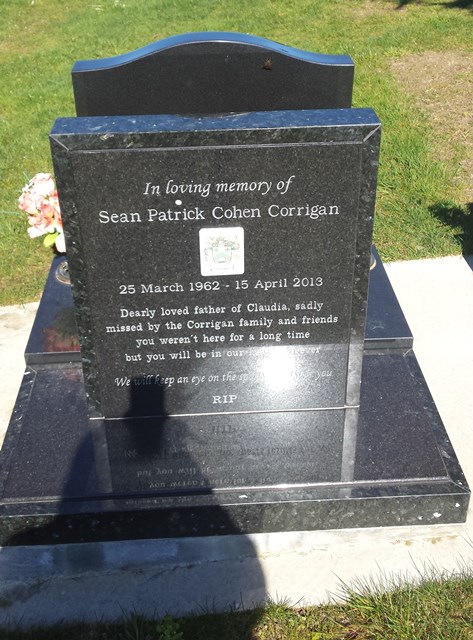 In loving memory of
Sean Patrick Cohen Corrigan
25 March 1962 - 15 April 2013
Dearly loved father of Claudia, sadly
missed by the Corrigan family and friends
you weren't here for a long time
but you will be in our
We will keep an eye on the you
RIP